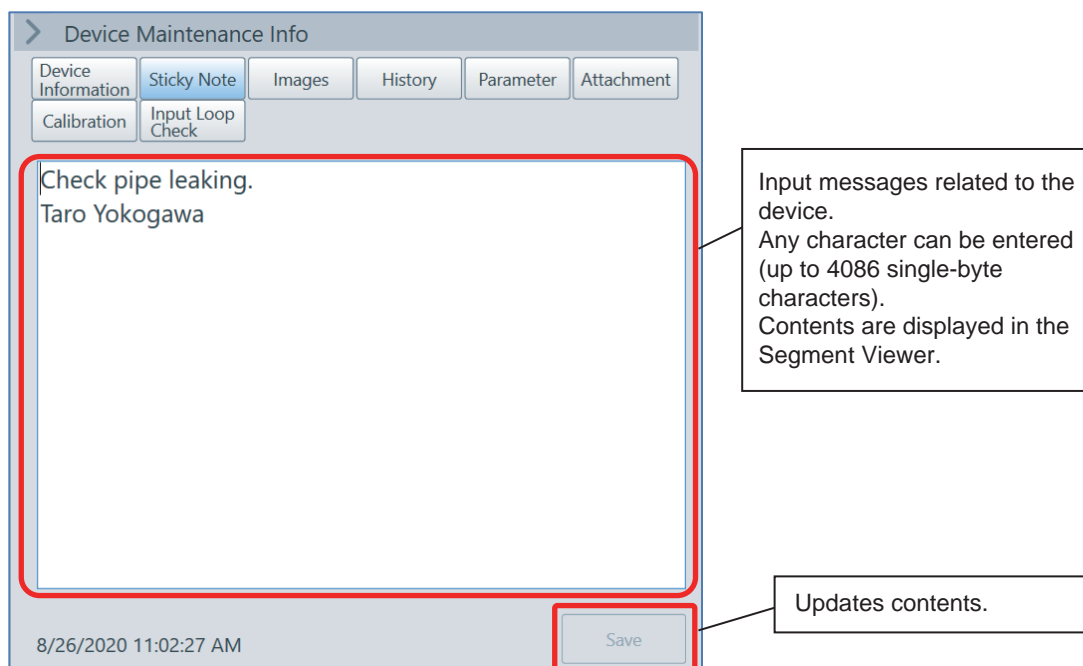 Device Maintenance Info
Device Information
Sticky Note
Images
History
Parameter
Attachment
Calibration
Input Loop Check
Check pipe leaking.
Taro Yokogawa
8/26/2020 11:02:27 AM
Save
Input messages related to the
device.
Any character can be entered
(up to 4086 single-byte
characters).
Contents are displayed in the
Segment Viewer.
Updates contents.